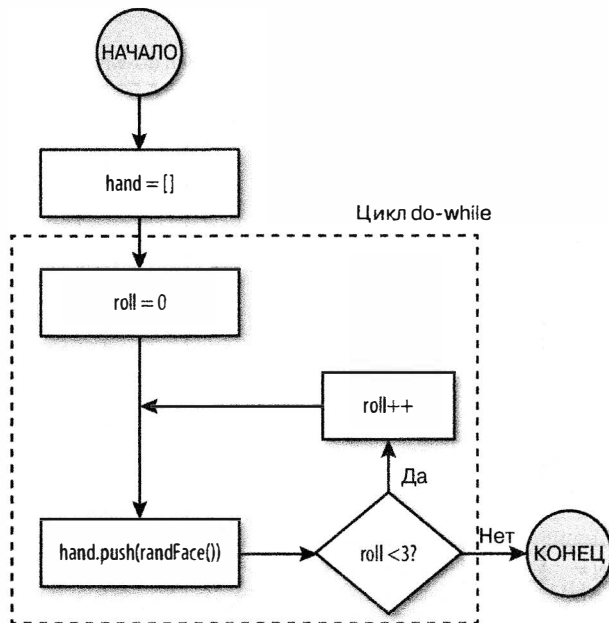 НАЧАЛО
hand = []
Цикл do-while
roll = 0
roll++
Да
hand.push(randFace())
roll <3?
Нет
КОНЕЦ